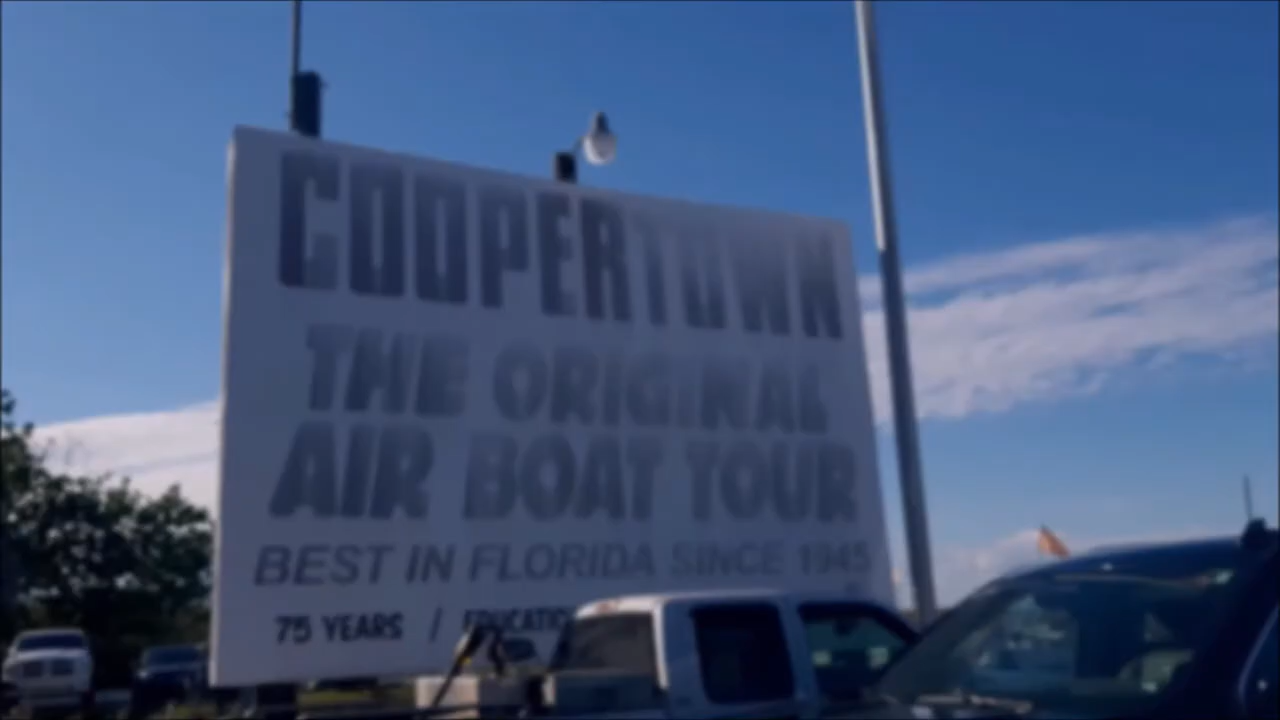 COOPERTOWN
THE ORIGINAL
AIR BOAT TOUR
BEST IN FLORIDA SINCE 1945
75 YEARS /